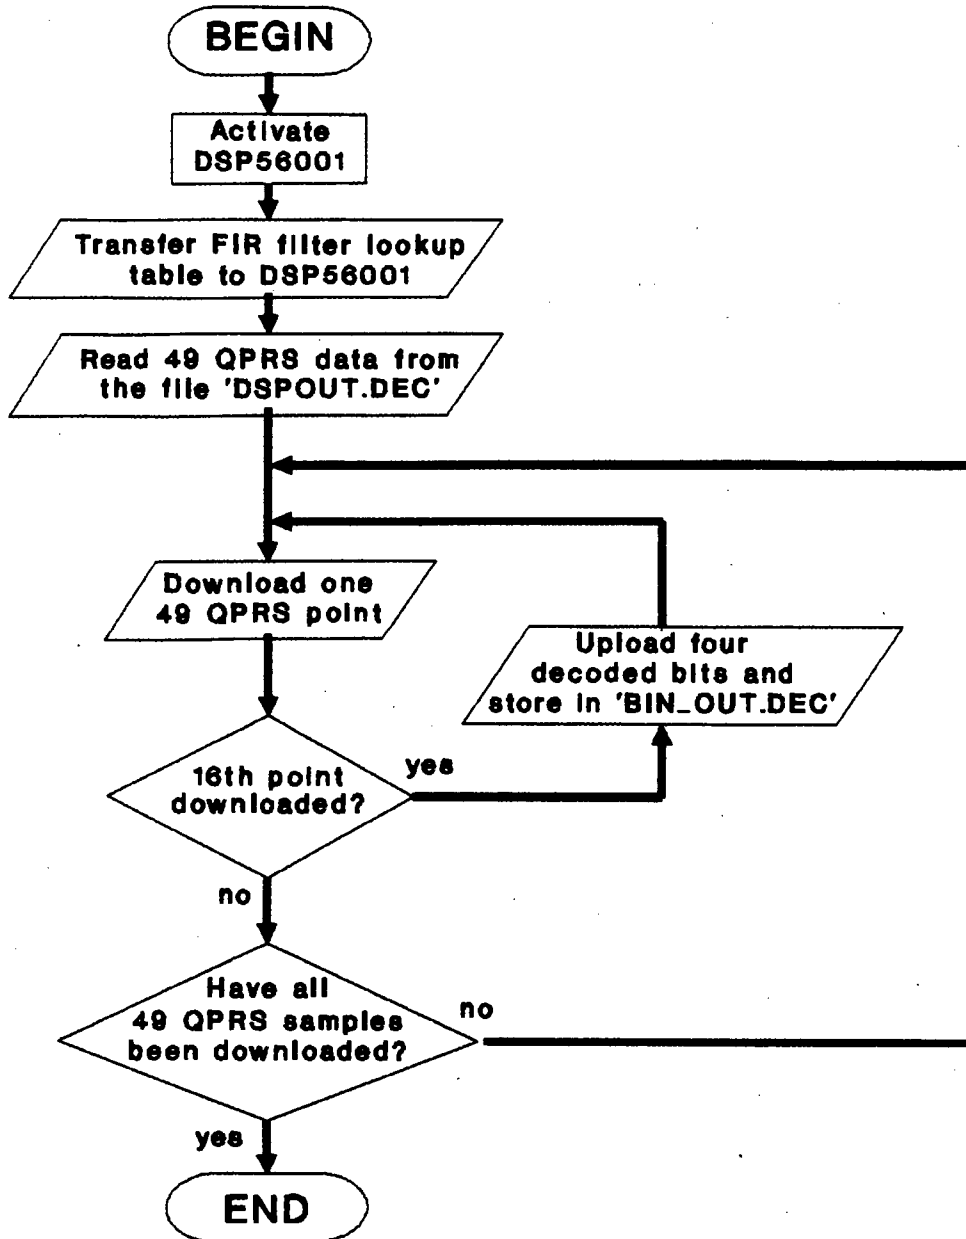 BEGIN
Activate
DSP56001
Transfer FIR filter lookup
table to DSP56001
Read 49 QPRS data from
the file 'DSPOUT.DEC'
Download one
49 QPRS point
Upload four
decoded bits and
store in 'BIN_OUT.DEC'
16th point
downloaded?
yes
no
Have all
49 QPRS samples
been downloaded?
no
yes
END